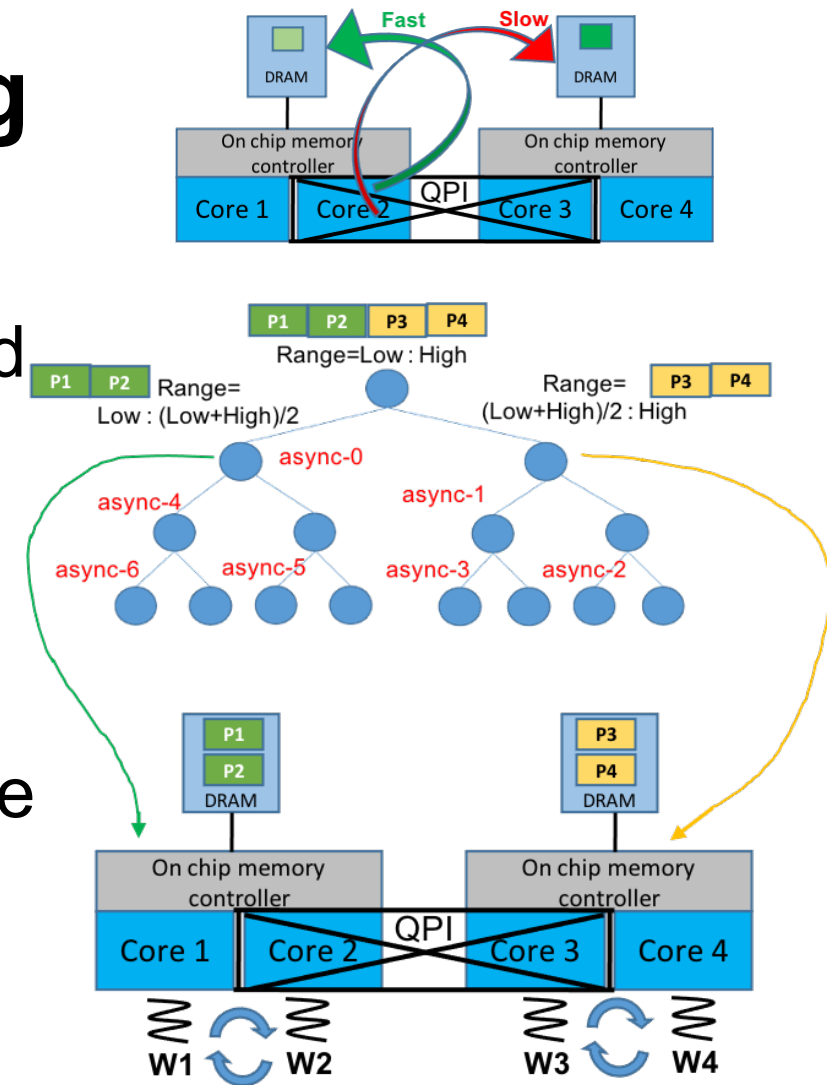 Fast
Slow
DRAM
DRAM
g
On chip memory
controller
On chip memory
controller
QPI
Core 1
Core 2
Core 3
Core 4
P1 P2 P3 P4
Range=Low : High
d
P1 P2
Range=
Low : (Low+High)/2
Range=
(Low+High)/2 : High
P3 P4
async-0
async-4
async-1
async-6
async-5
async-3
async-2
P1
P2
DRAM
P3
P4
DRAM
e
On chip memory
controller
On chip memory
controller
QPI
Core 1
Core 2
Core 3
Core 4
W1
W2
W3
W4